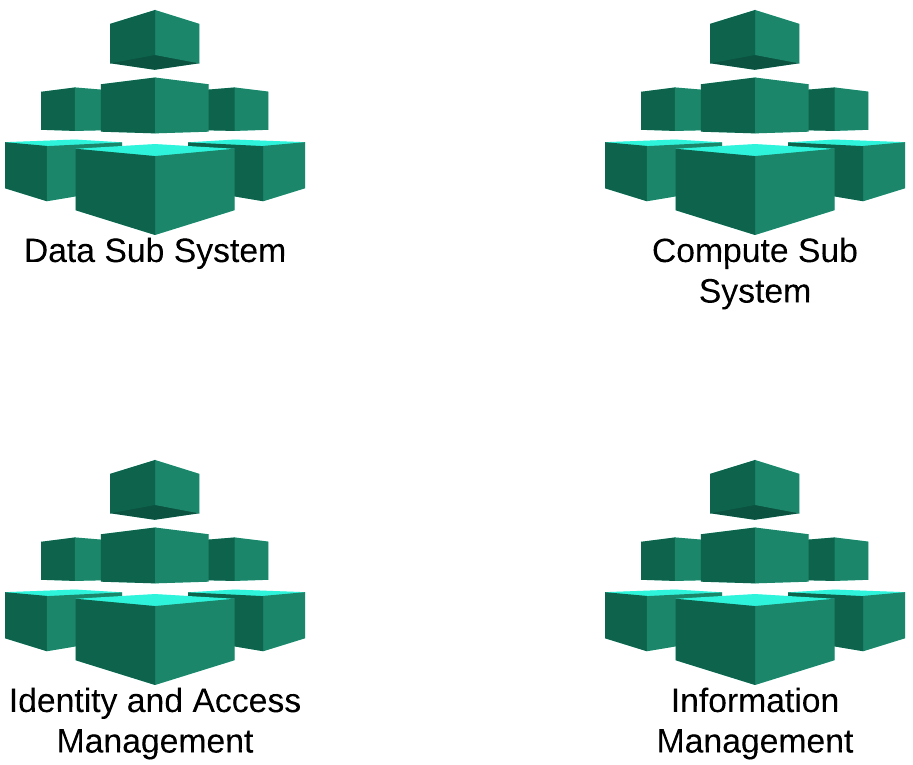 Data Sub System
Compute Sub
System
Identity and Access
Management
Information
Management